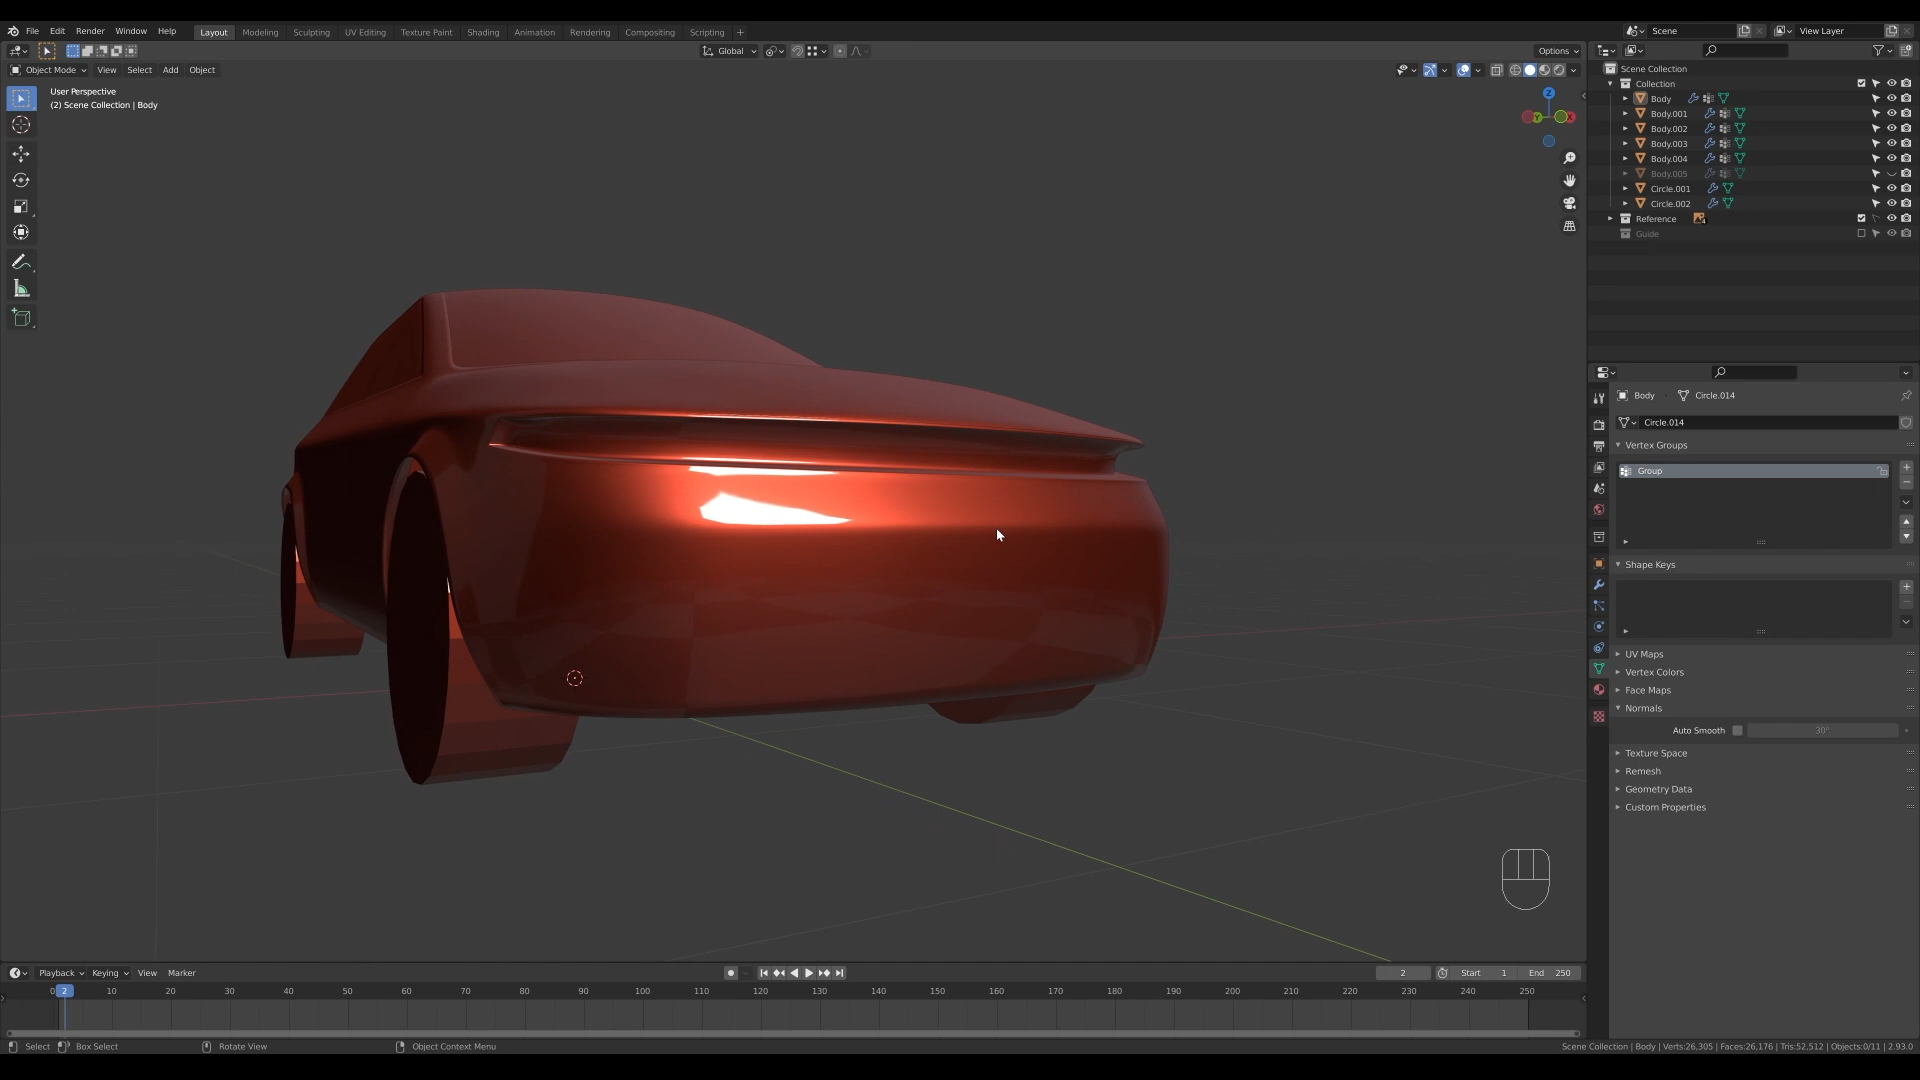 File Edit Render Window Help Layout Modeling Sculpting UV Editing Texture Paint Shading Animation Rendering Compositing Scripting + Scene View Layer
Global Options
Object Mode View Select Add Object
User Perspective
(2) Scene Collection | Body
Z
Y X
Scene Collection
Collection
Body
Body.001
Body.002
Body.003
Body.004
Body.005
Circle.001
Circle.002
Reference
Guide
Body Circle.014
Circle.014
Vertex Groups
Group
Shape Keys
UV Maps
Vertex Colors
Face Maps
Normals
Auto Smooth 30°
Texture Space
Remesh
Geometry Data
Custom Properties
Playback Keying View Marker 2 Start 1 End 250
0 2 10 20 30 40 50 60 70 80 90 100 110 120 130 140 150 160 170 180 190 200 210 220 230 240 250
Select Box Select Rotate View Object Context Menu Scene Collection | Body | Verts:26,305 | Faces:26,176 | Tris:52,512 | Objects:0/11 | 2.93.0